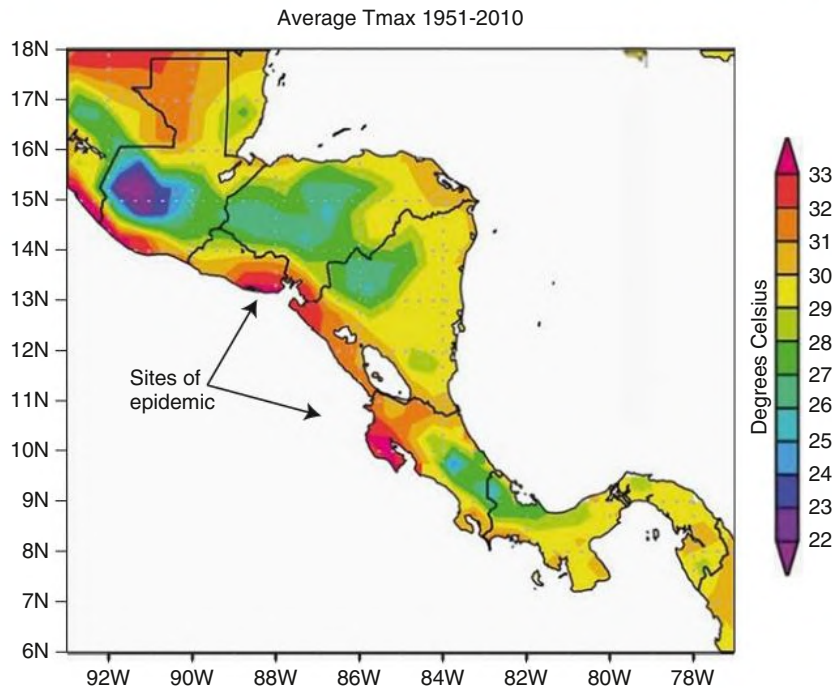 Average Tmax 1951-2010
18N
17N
16N
15N
14N
13N
12N
11N
10N
9N
8N
7N
6N
Sites of
epidemic
92W 90W 88W 86W 84W 82W 80W 78W
Degrees Celsius
33
32
31
30
29
28
27
26
25
24
23
22